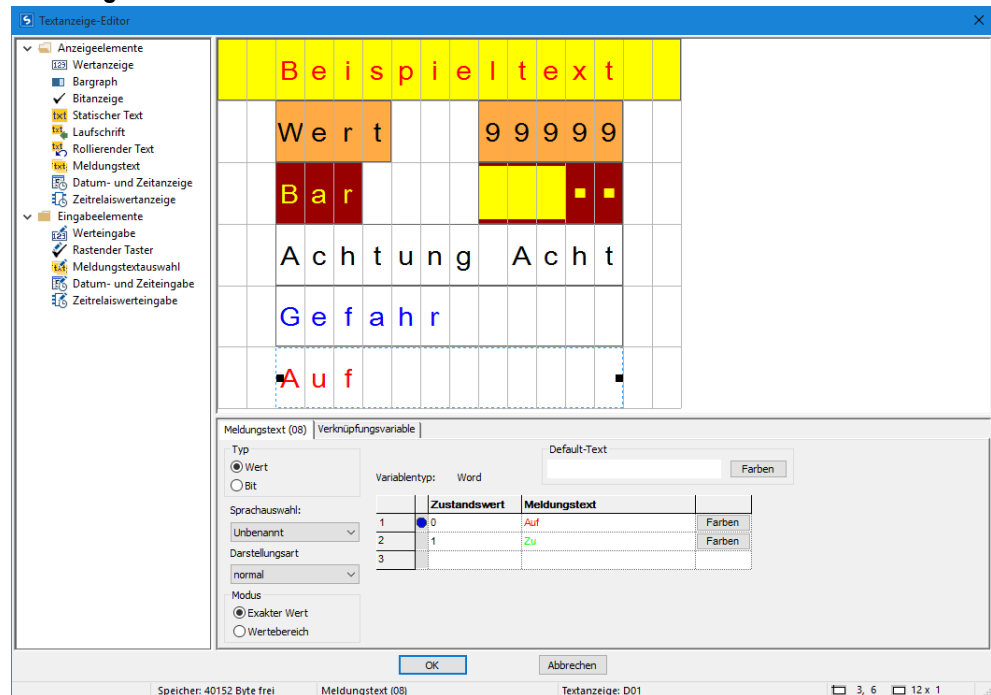 Textanzeige-Editor
Anzeigeelemente
Wertanzeige
Bargraph
Bitanzeige
Statischer Text
Laufschrift
Rollierender Text
Meldungstext
Datum- und Zeitanzeige
Zeitrelaiswertanzeige
Eingabeelemente
Werteingabe
Rastender Taster
Meldungstextauswahl
Datum- und Zeiteingabe
Zeitrelaiswerteingabe
Beispieltext
Wert 99999
Bar
Achtung Acht
Gefahr
Auf
Meldungstext (08) Verknüpfungsvariable
Typ
Wert
Bit
Sprachauswahl:
Unbenannt
Darstellungsart
normal
Modus
Exakter Wert
Wertebereich
Default-Text
Farben
Variablentyp: Word
Zustandswert Meldungstext
1 0 Auf Farben
2 1 Zu Farben
3
OK Abbrechen
Speicher: 40152 Byte frei Meldungstext (08) Textanzeige: D01 3, 6 12 x 1